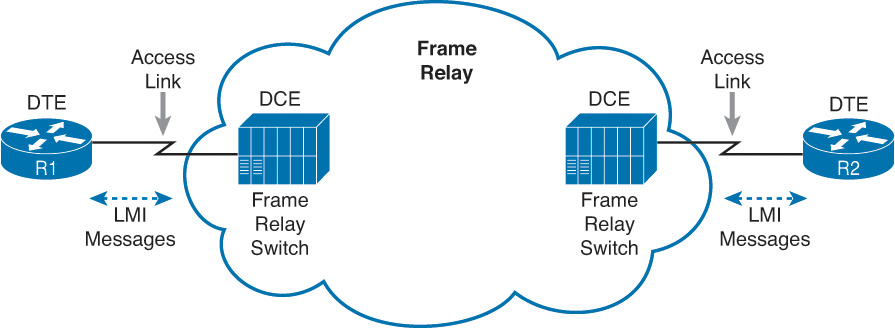 Frame
Relay
Access
Link
DTE
R1
LMI
Messages
DCE
Frame
Relay
Switch
DCE
Frame
Relay
Switch
Access
Link
DTE
R2
LMI
Messages